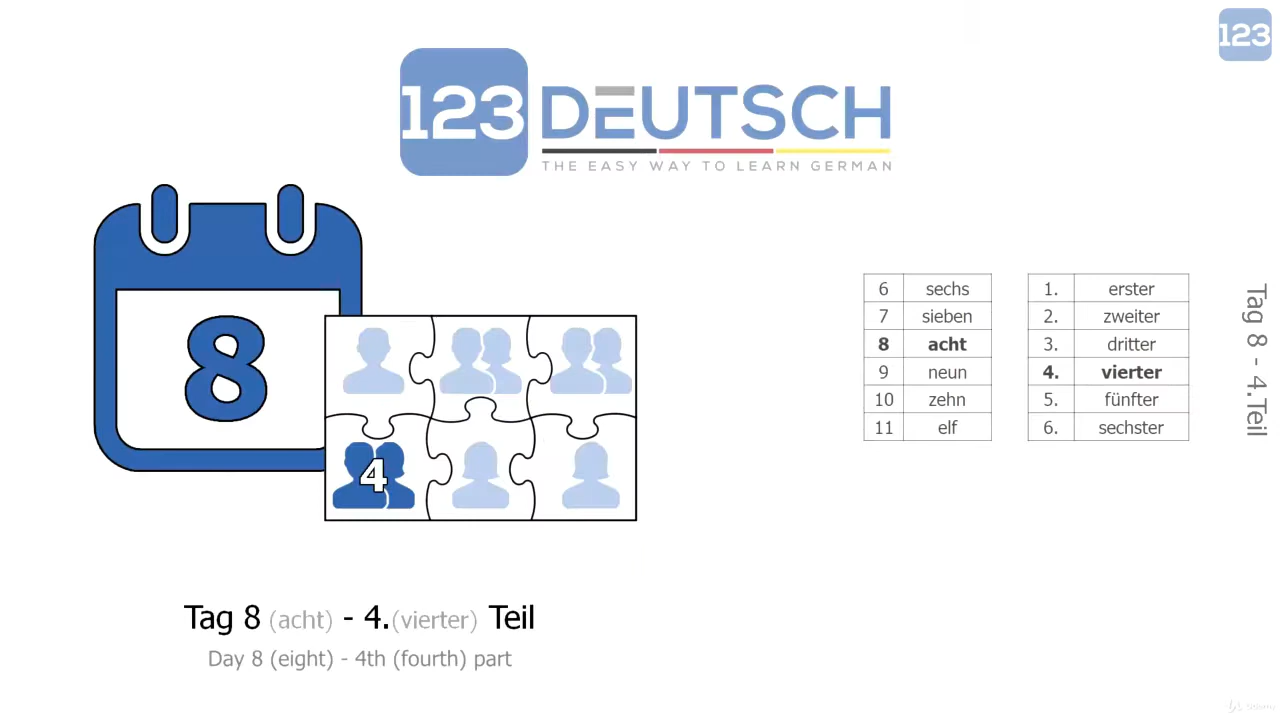 123
123 DEUTSCH
THE EASY WAY TO LEARN GERMAN
8
4
6 sechs
7 sieben
8 acht
9 neun
10 zehn
11 elf
1. erster
2. zweiter
3. dritter
4. vierter
5. fünfter
6. sechster
Tag 8 - 4.Teil
Tag 8 (acht) - 4.(vierter) Teil
Day 8 (eight) - 4th (fourth) part